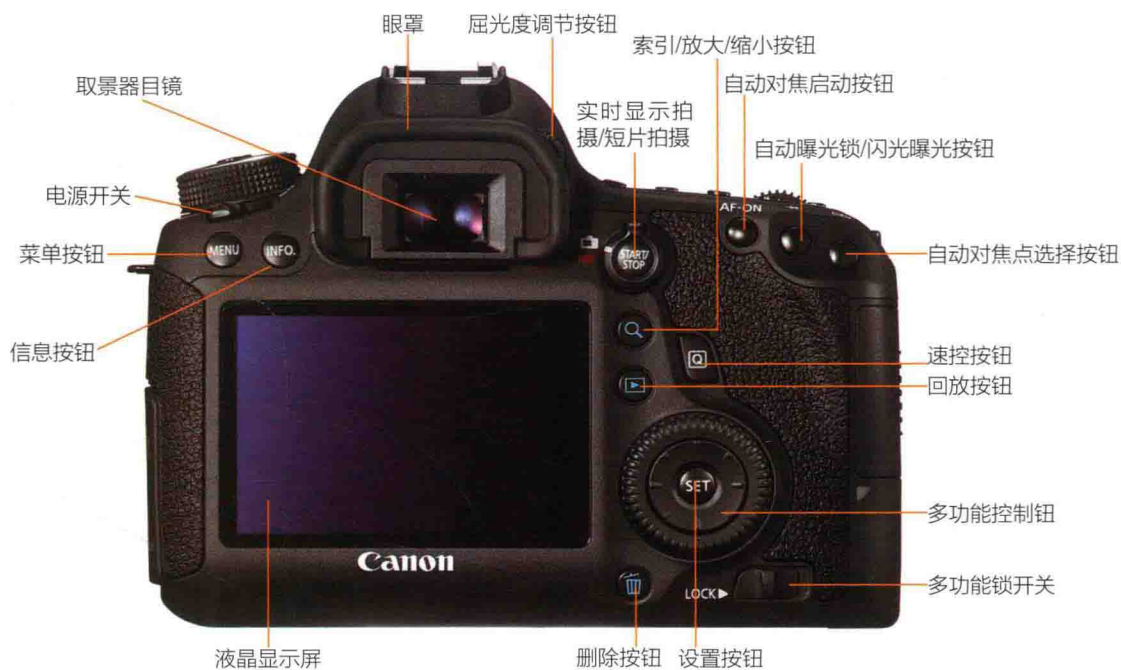 眼罩
屈光度调节按钮
索引/放大/缩小按钮
取景器目镜
自动对焦启动按钮
实时显示拍
摄/短片拍摄
自动曝光锁/闪光曝光按钮
电源开关
AF-ON
菜单按钮
MENU
INFO.
START/
STOP
自动对焦点选择按钮
信息按钮
Q
速控按钮
回放按钮
SET
多功能控制钮
Canon
LOCK▶
多功能锁开关
液晶显示屏
删除按钮
设置按钮